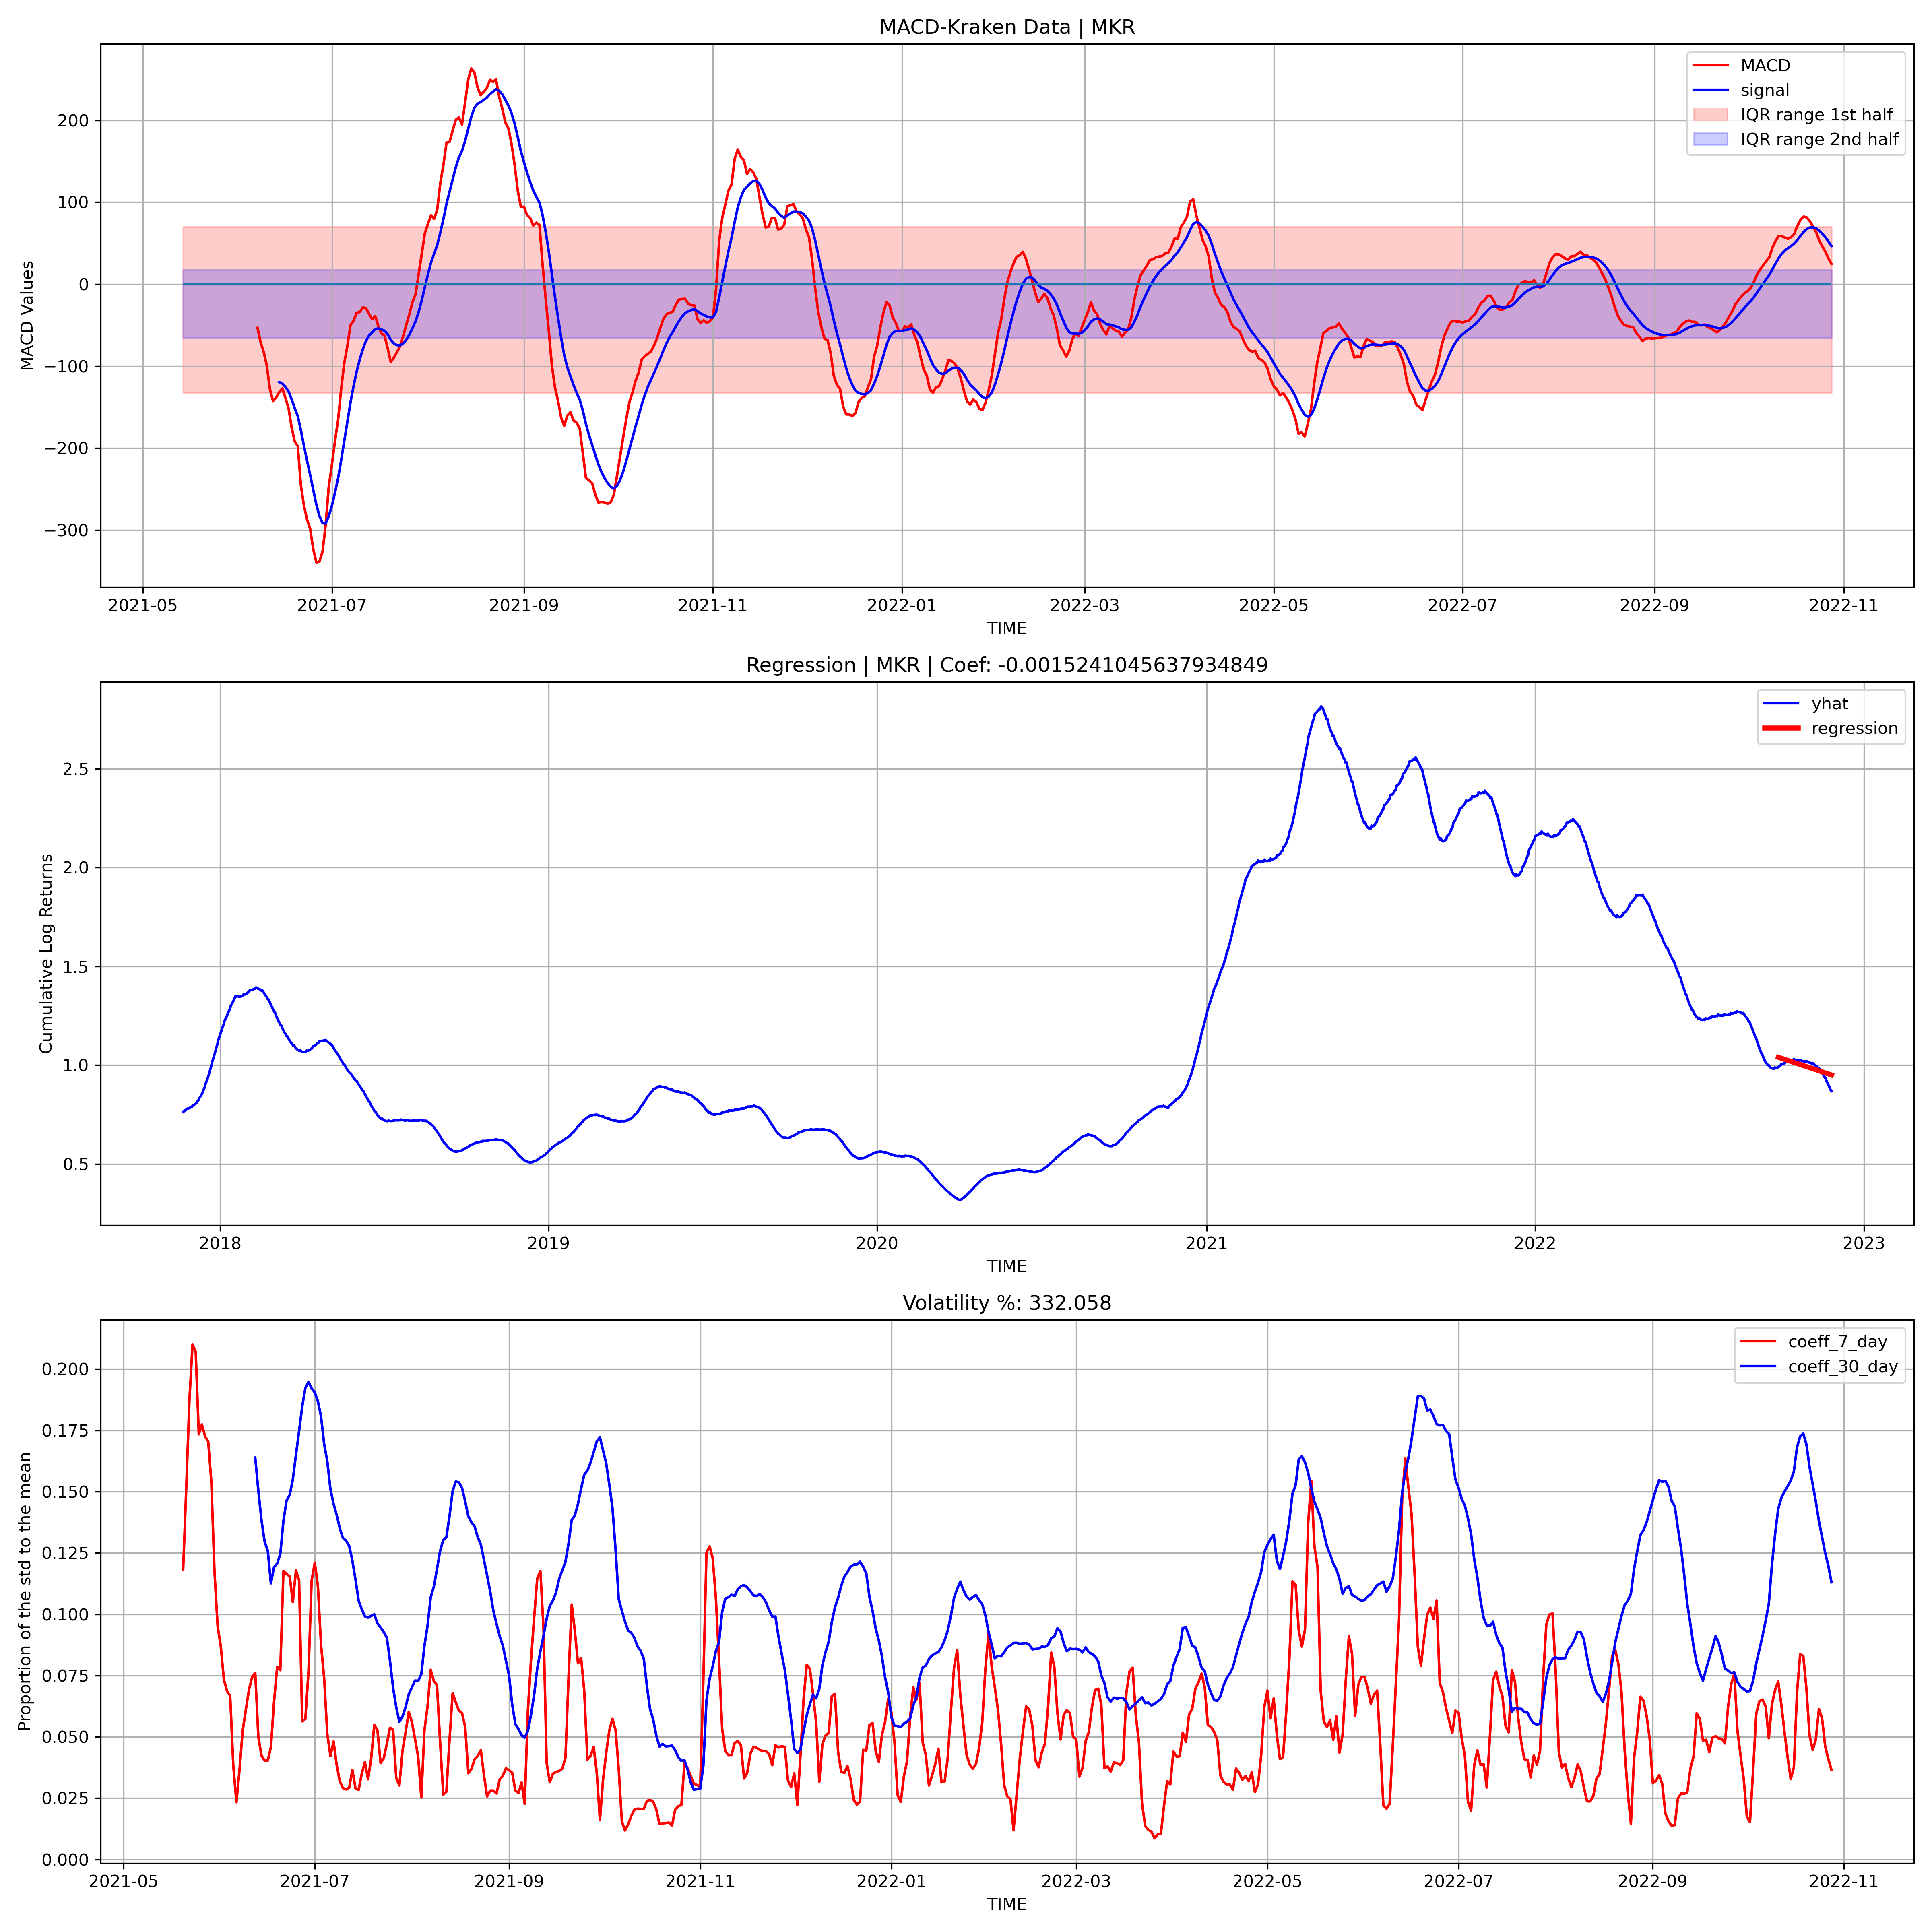 MACD-Kraken Data | MKR
MACD
signal
IQR range 1st half
IQR range 2nd half
MACD Values
200
100
0
−100
−200
−300
2021-05 2021-07 2021-09 2021-11 2022-01 2022-03 2022-05 2022-07 2022-09 2022-11
TIME
Regression | MKR | Coef: -0.0015241045637934849
yhat
regression
Cumulative Log Returns
2.5
2.0
1.5
1.0
0.5
2018 2019 2020 2021 2022 2023
TIME
Volatility %: 332.058
coeff_7_day
coeff_30_day
Proportion of the std to the mean
0.200
0.175
0.150
0.125
0.100
0.075
0.050
0.025
0.000
2021-05 2021-07 2021-09 2021-11 2022-01 2022-03 2022-05 2022-07 2022-09 2022-11
TIME